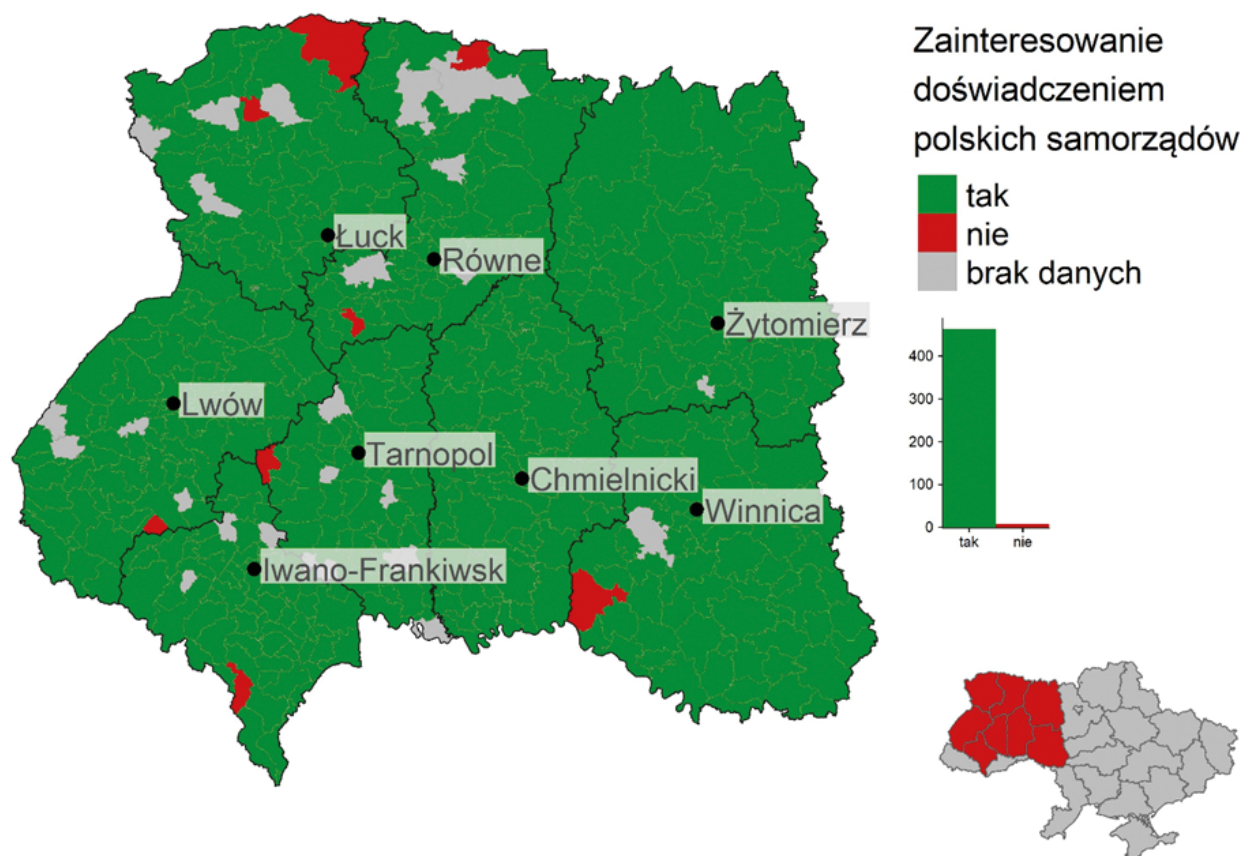 Zainteresowanie
doświadczeniem
polskich samorządów
tak
nie
brak danych
Łuck
Równe
Żytomierz
Lwów
Tarnopol
Chmielnicki
Winnica
Iwano-Frankiwsk
400
300
200
100
0
tak nie